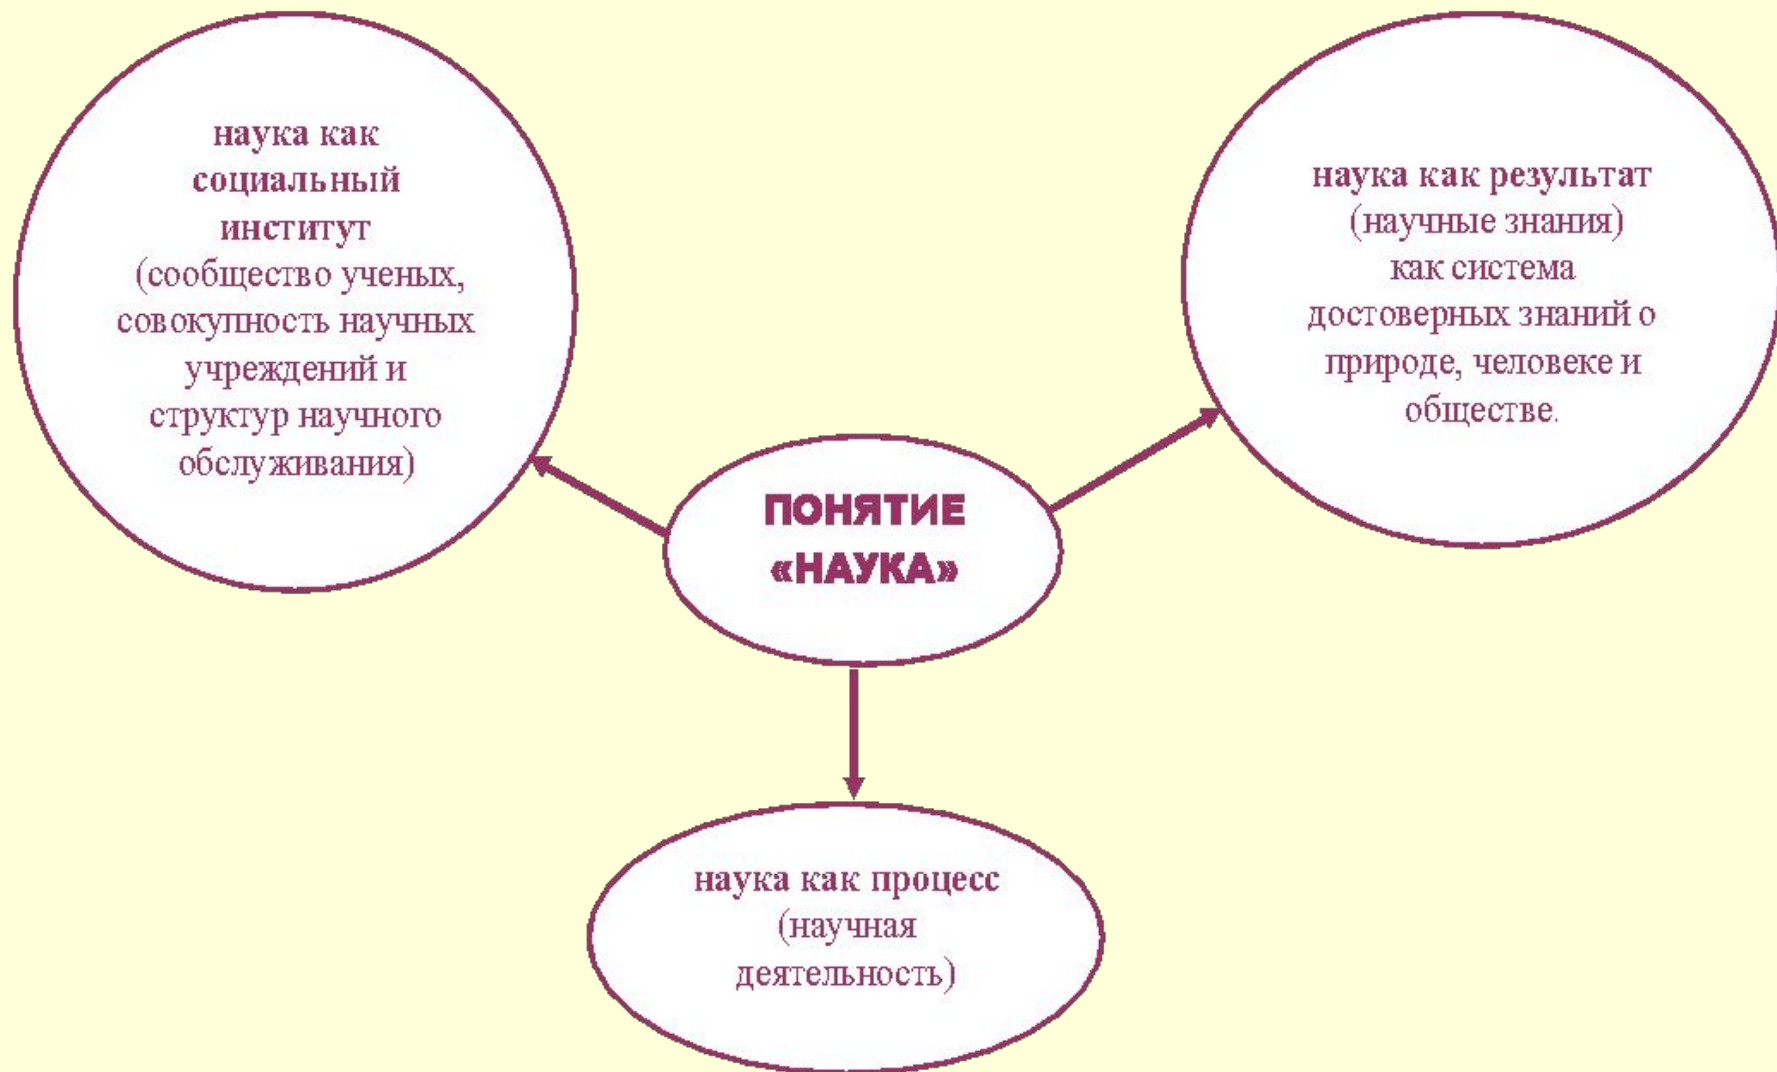 наука как
социальный
институт
(сообщество ученых,
совокупность научных
учреждений и
структур научного
обслуживания)
наука как результат
(научные знания)
как система
достоверных знаний о
природе, человеке и
обществе.
ПОНЯТИЕ
«НАУКА»
наука как процесс
(научная
деятельность)